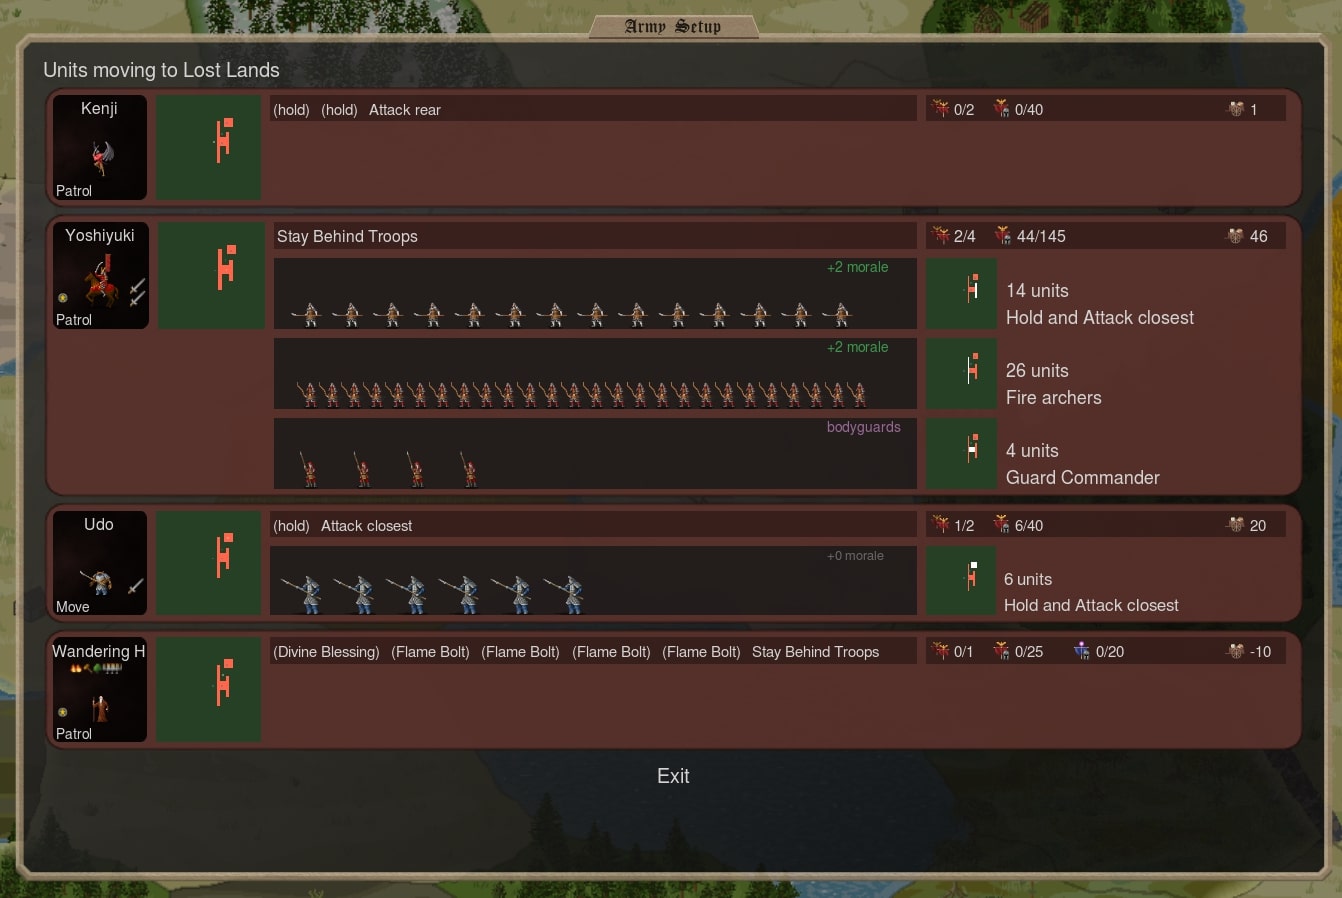 Army Setup
Units moving to Lost Lands
Kenji
(hold) (hold) Attack rear
0/2 0/40 1
Patrol
Yoshiyuki
Stay Behind Troops
2/4 44/145 46
+2 morale
14 units
Hold and Attack closest
Patrol
+2 morale
26 units
Fire archers
bodyguards
4 units
Guard Commander
Udo
(hold) Attack closest
1/2 6/40 20
+0 morale
6 units
Hold and Attack closest
Move
Wandering H
(Divine Blessing) (Flame Bolt) (Flame Bolt) (Flame Bolt) (Flame Bolt) Stay Behind Troops
0/1 0/25 0/20 -10
Patrol
Exit